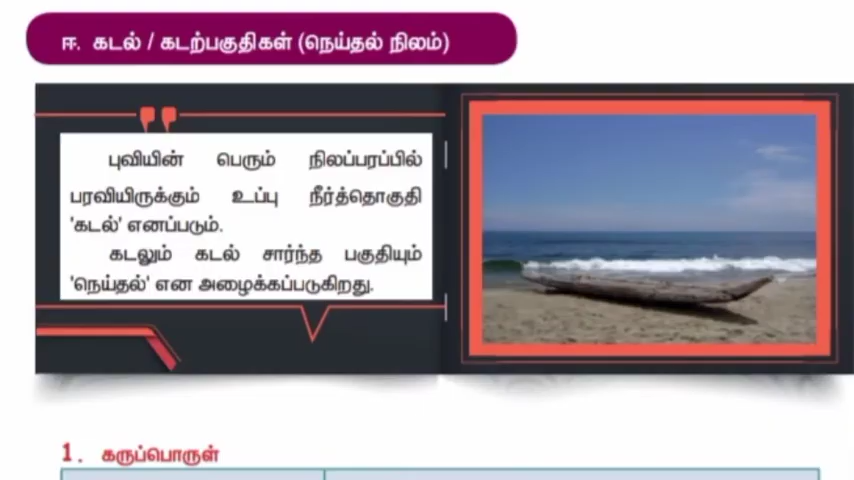 ஈ. கடல் / கடற்பகுதிகள் (நெய்தல் நிலம்)
புவியின் பெரும் நிலப்பரப்பில்
பரவியிருக்கும் உப்பு நீர்த்தொகுதி
'கடல்' எனப்படும்.
கடலும் கடல் சார்ந்த பகுதியும்
'நெய்தல்' என அழைக்கப்படுகிறது.
1. கருப்பொருள்